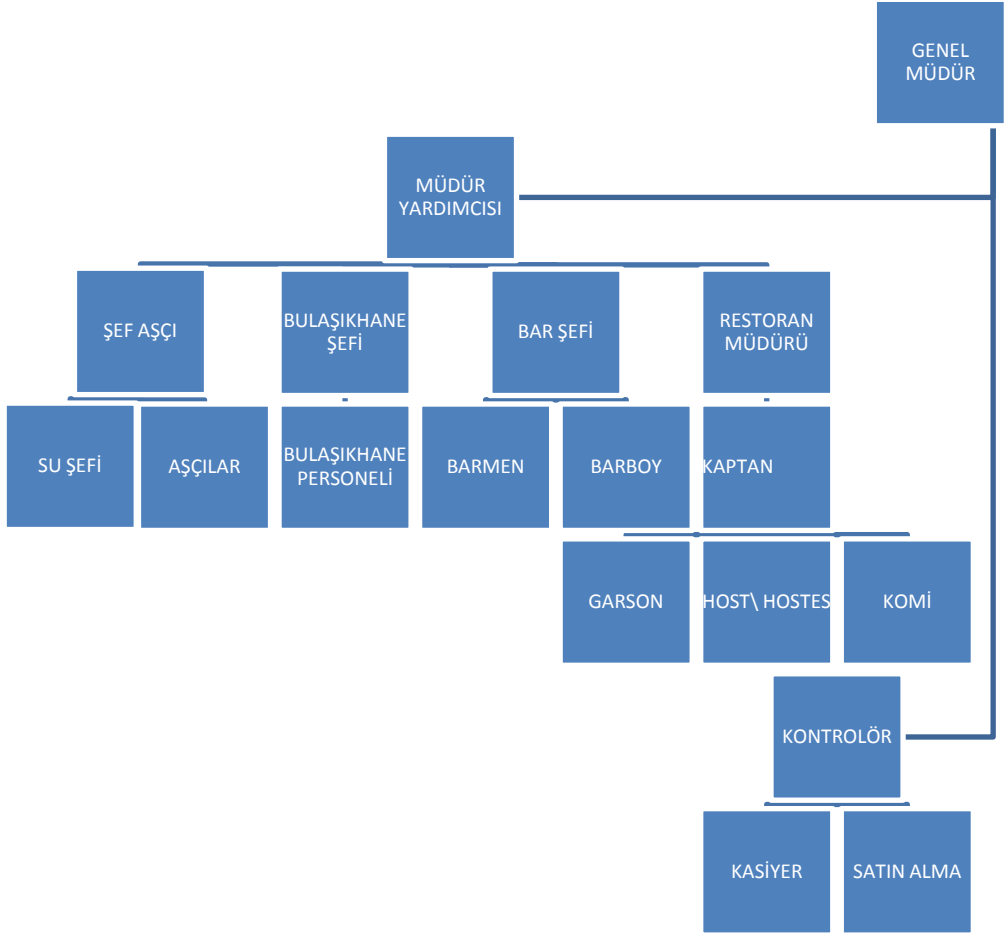 GENEL
MÜDÜR
MÜDÜR
YARDIMCISI
ŞEF AŞÇI
BULAŞIKHANE
ŞEFİ
BAR ŞEFİ
RESTORAN
MÜDÜRÜ
SU ŞEFİ
AŞÇILAR
BULAŞIKHANE
PERSONELİ
BARMEN
BARBOY
KAPTAN
GARSON
HOST\ HOSTES
KOMİ
KONTROLÖR
KASİYER
SATIN ALMA